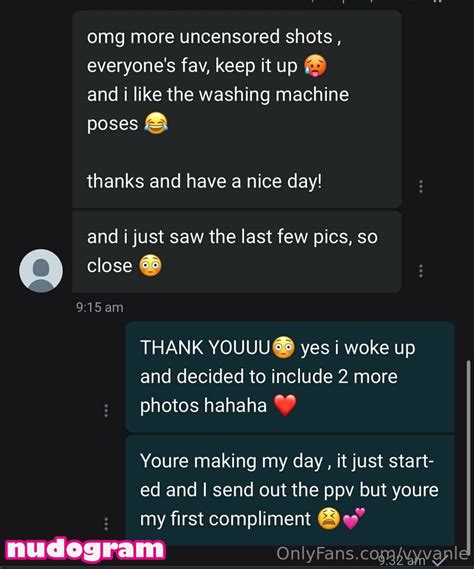 omg more uncensored shots ,
everyone's fav, keep it up 🥵
and i like the washing machine
poses 😂
thanks and have a nice day!
and i just saw the last few pics, so
close 😳
9:15 am
THANK YOUUU😳 yes i woke up
and decided to include 2 more
photos hahaha ❤️
Youre making my day , it just start-
ed and I send out the ppv but youre
my first compliment 😫💕
nudogram
OnlyFans.com/vyvanle
9:32 am